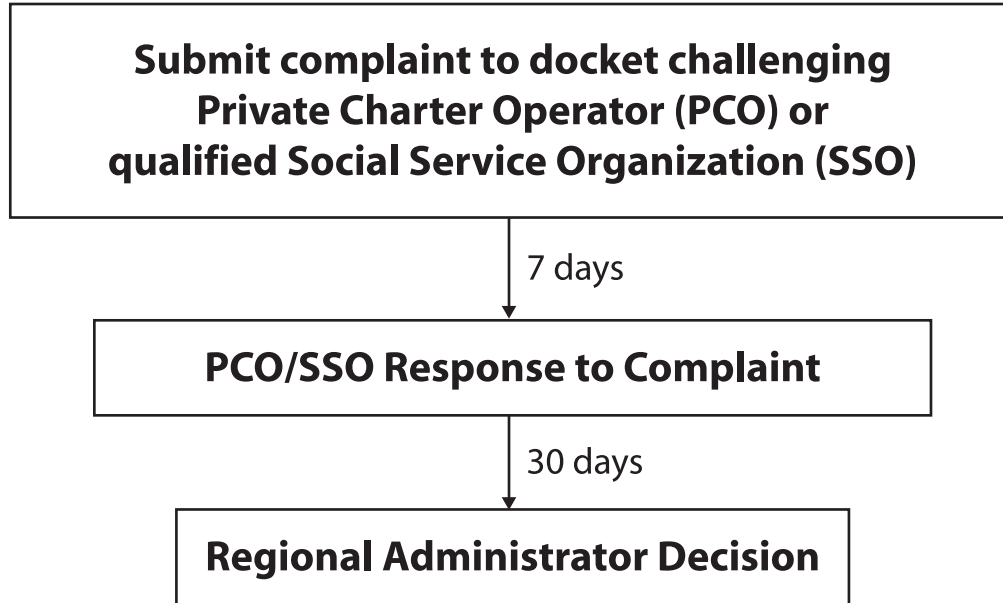 Submit complaint to docket challenging
Private Charter Operator (PCO) or
qualified Social Service Organization (SSO)
7 days
PCO/SSO Response to Complaint
30 days
Regional Administrator Decision